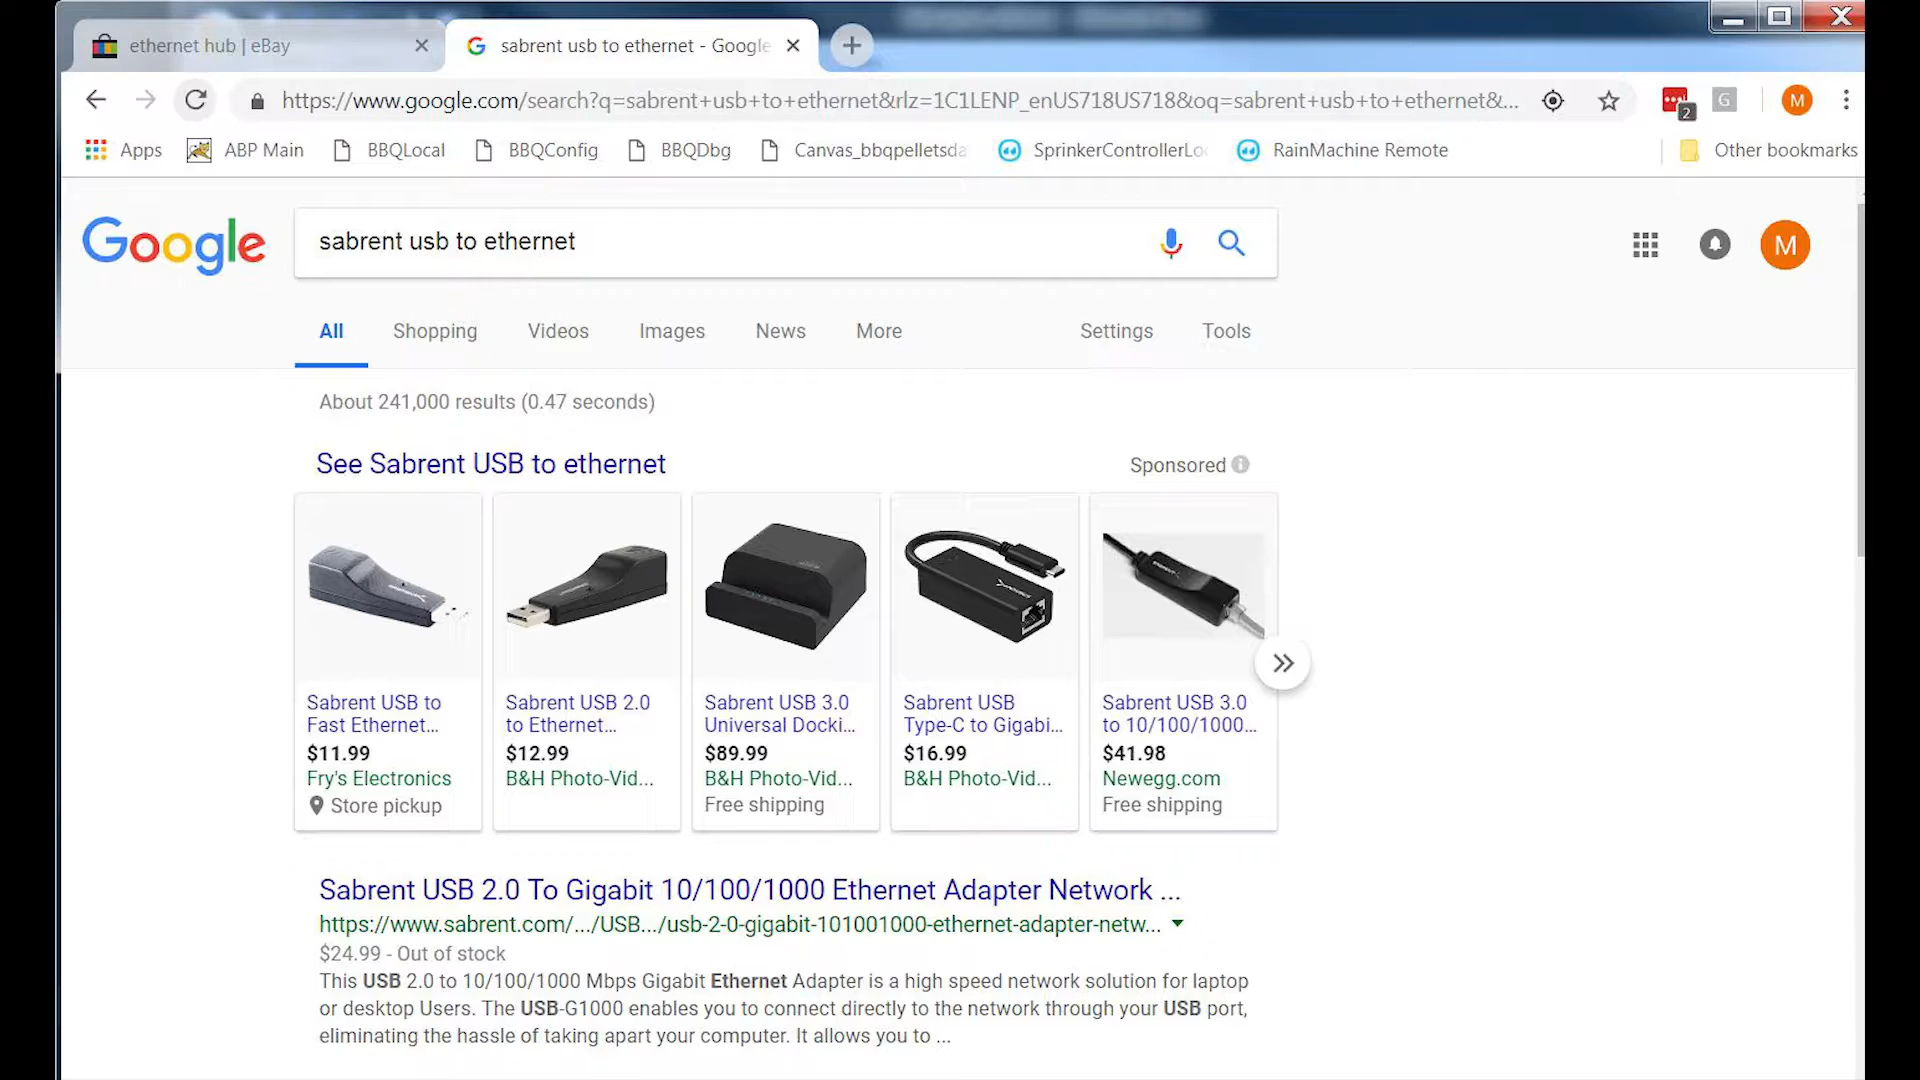 ethernet hub | eBay
sabrent usb to ethernet - Google
https://www.google.com/search?q=sabrent+usb+to+ethernet&rlz=1C1LENP_enUS718US718&oq=sabrent+usb+to+ethernet&...
2
G
M
Apps
ABP Main
BBQLocal
BBQConfig
BBQDbg
Canvas_bbqpelletsda
SprinkerControllerLo
RainMachine Remote
Other bookmarks
Google
sabrent usb to ethernet
M
All
Shopping
Videos
Images
News
More
Settings
Tools
About 241,000 results (0.47 seconds)
See Sabrent USB to ethernet
Sponsored
Sabrent USB to
Fast Ethernet...
$11.99
Fry's Electronics
Store pickup
Sabrent USB 2.0
to Ethernet...
$12.99
B&H Photo-Vid...
Sabrent USB 3.0
Universal Docki...
$89.99
B&H Photo-Vid...
Free shipping
Sabrent USB
Type-C to Gigabi...
$16.99
B&H Photo-Vid...
Sabrent USB 3.0
to 10/100/1000...
$41.98
Newegg.com
Free shipping
Sabrent USB 2.0 To Gigabit 10/100/1000 Ethernet Adapter Network ...
https://www.sabrent.com/.../USB.../usb-2-0-gigabit-101001000-ethernet-adapter-netw...
$24.99 - Out of stock
This USB 2.0 to 10/100/1000 Mbps Gigabit Ethernet Adapter is a high speed network solution for laptop
or desktop Users. The USB-G1000 enables you to connect directly to the network through your USB port,
eliminating the hassle of taking apart your computer. It allows you to ...